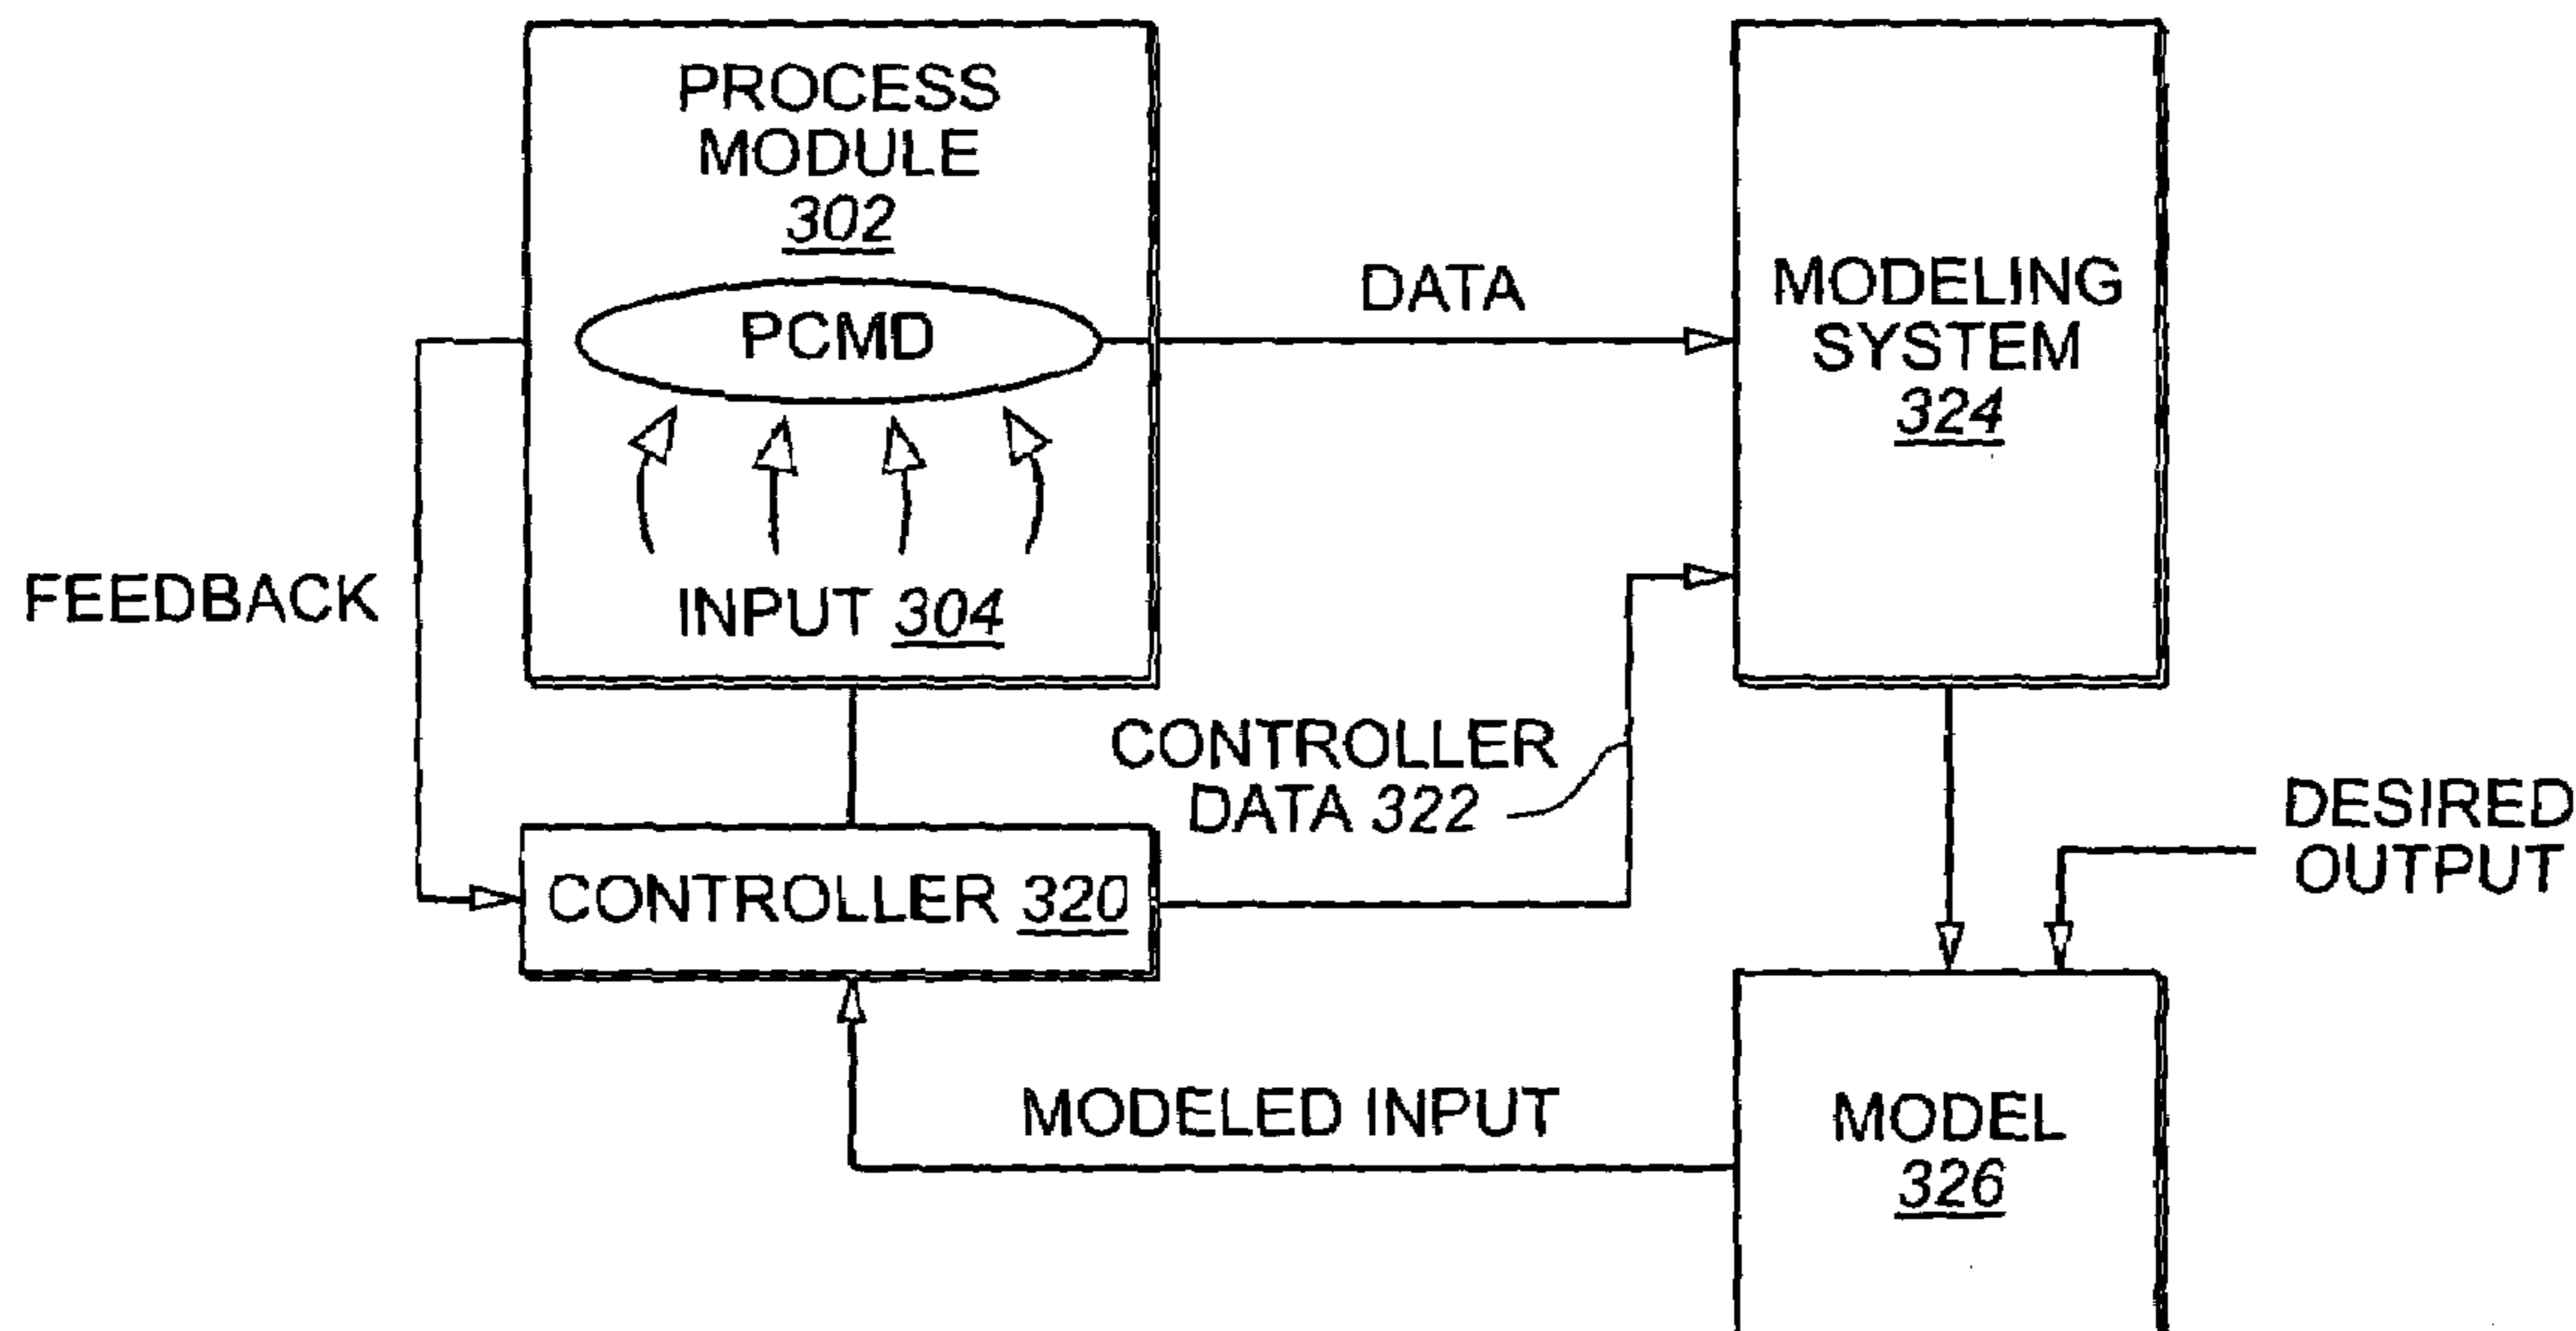 PROCESS
MODULE
302
PCMD
INPUT 304
FEEDBACK
DATA
MODELING
SYSTEM
324
CONTROLLER
DATA 322
CONTROLLER 320
DESIRED
OUTPUT
MODELED INPUT
MODEL
326